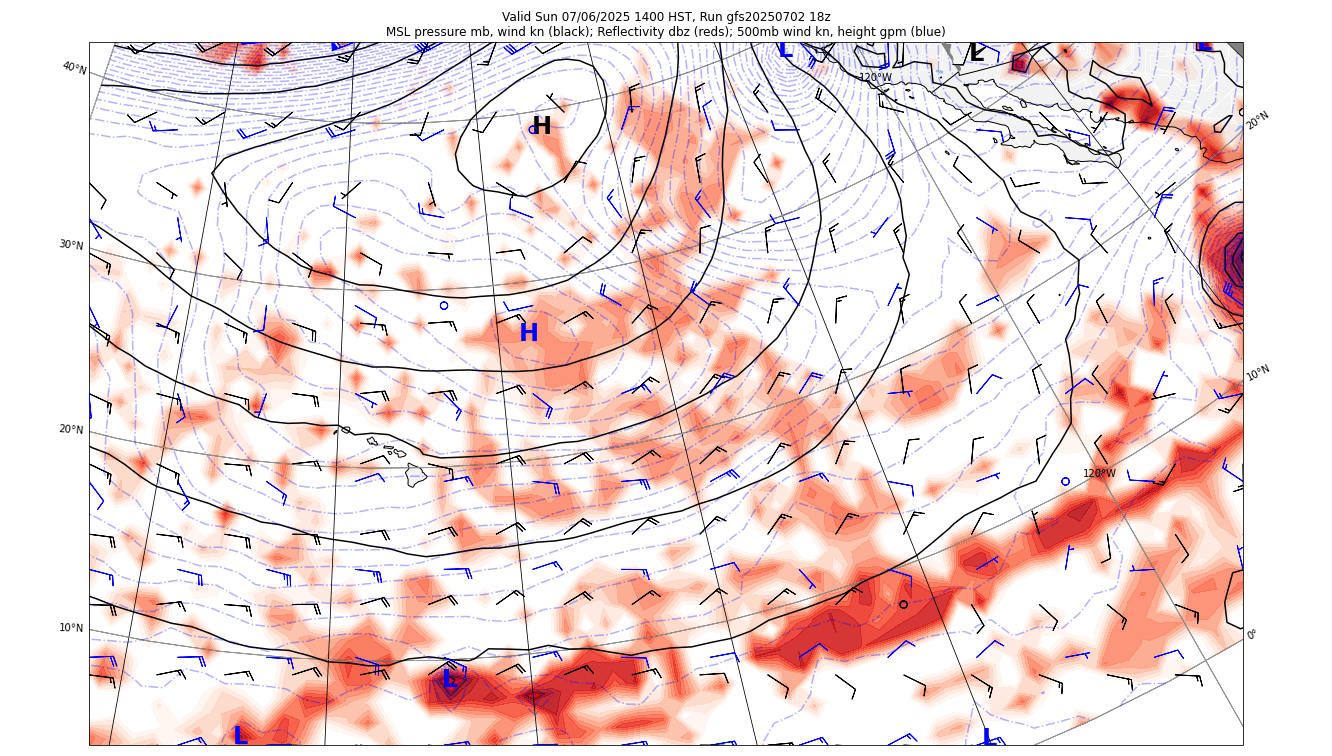 Valid Sun 07/06/2025 1400 HST, Run gfs20250702 18z
MSL pressure mb, wind kn (black); Reflectivity dbz (reds); 500mb wind kn, height gpm (blue)
L
L
L
40°N
120°W
20°N
H
30°N
H
10°N
20°N
120°W
10°N
0°
L
L
L